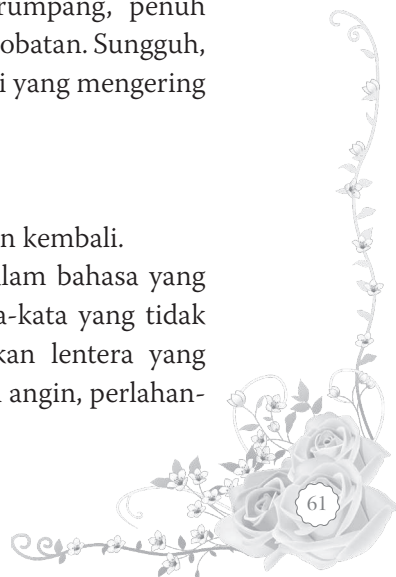 rumpang, penuh
obatan. Sungguh,
i yang mengering
n kembali.
lam bahasa yang
a-kata yang tidak
kan lentera yang
angin, perlahan-
61